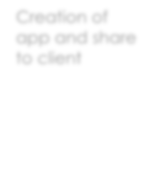 Creation of
app and share
to client